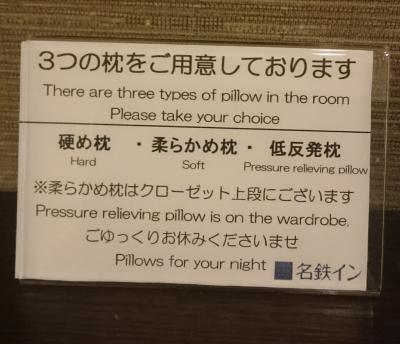 3つの枕をご用意しております
There are three types of pillow in the room
Please take your choice
硬め枕 ・ 柔らかめ枕 ・ 低反発枕
Hard Soft Pressure relieving pillow
※柔らかめ枕はクローゼット上段にございます
Pressure relieving pillow is on the wardrobe.
ごゆっくりお休みくださいませ
Pillows for your night 名鉄イン